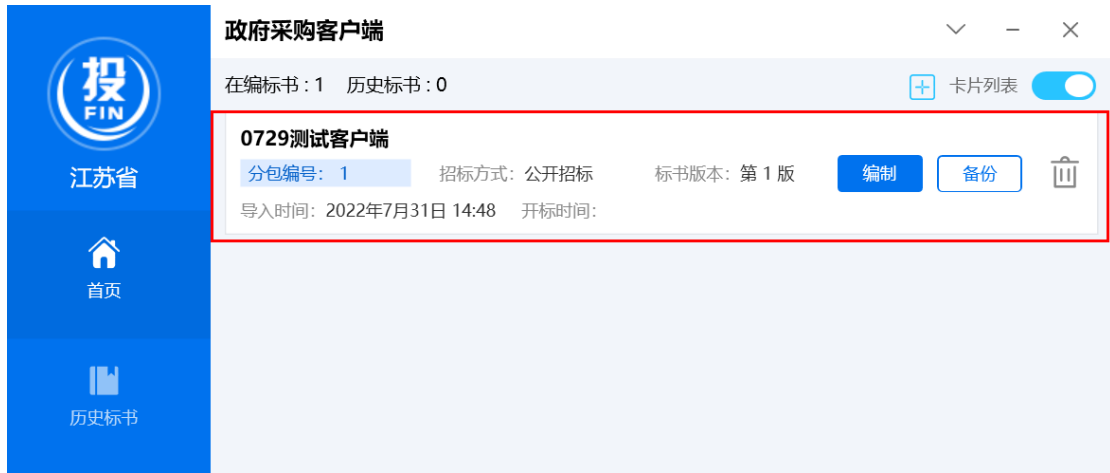 政府采购客户端
投
FIN
江苏省
首页
历史标书
在编标书 : 1 历史标书 : 0 卡片列表
0729测试客户端
分包编号： 1 招标方式：公开招标 标书版本：第 1 版 编制 备份
导入时间：2022年7月31日 14:48 开标时间：